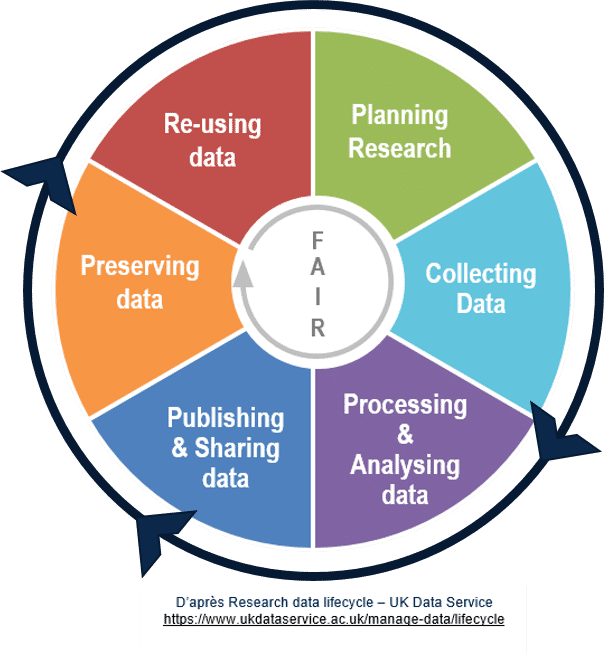 Planning
Research
Collecting
Data
Processing
&
Analysing
data
Publishing
& Sharing
data
Preserving
data
Re-using
data
F
A
I
R
D'après Research data lifecycle – UK Data Service
https://www.ukdataservice.ac.uk/manage-data/lifecycle